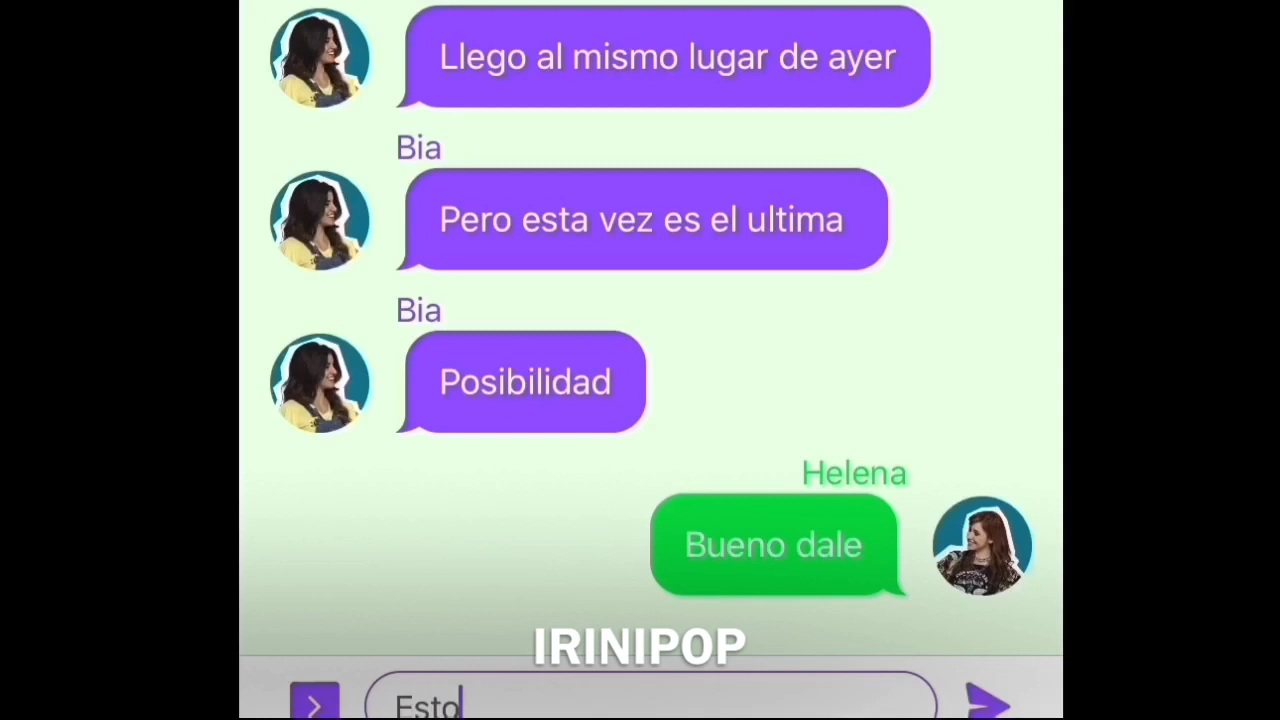 Llego al mismo lugar de ayer
Bia
Pero esta vez es el ultima
Bia
Posibilidad
Helena
Bueno dale
IRINIPOP
Esto